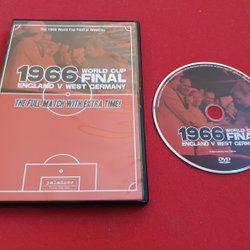 The 1966 World Cup Final at Wembley
1966 WORLD CUP
FINAL
ENGLAND V WEST GERMANY
THE FULL MATCH WITH EXTRA TIME!
paladone
1966 WORLD CUP
FINAL
ENGLAND V WEST GERMANY
DVD